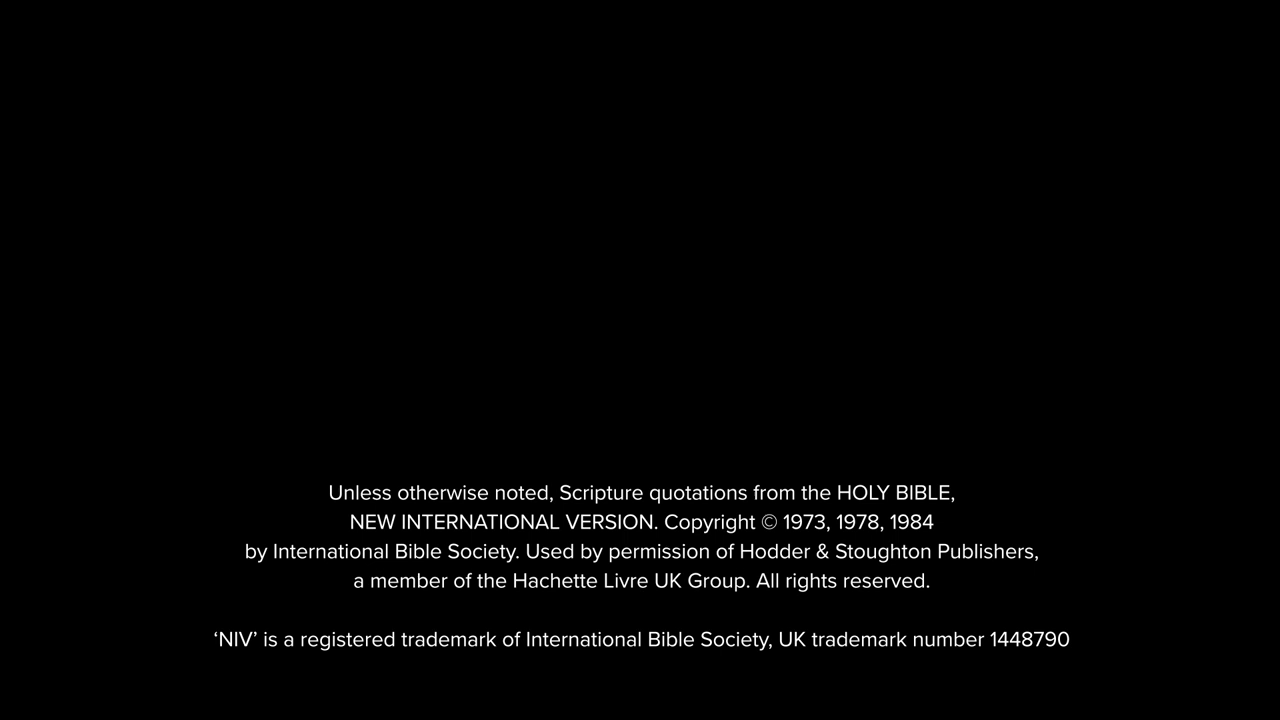 Unless otherwise noted, Scripture quotations from the HOLY BIBLE,
NEW INTERNATIONAL VERSION. Copyright © 1973, 1978, 1984
by International Bible Society. Used by permission of Hodder & Stoughton Publishers,
a member of the Hachette Livre UK Group. All rights reserved.
‘NIV’ is a registered trademark of International Bible Society, UK trademark number 1448790